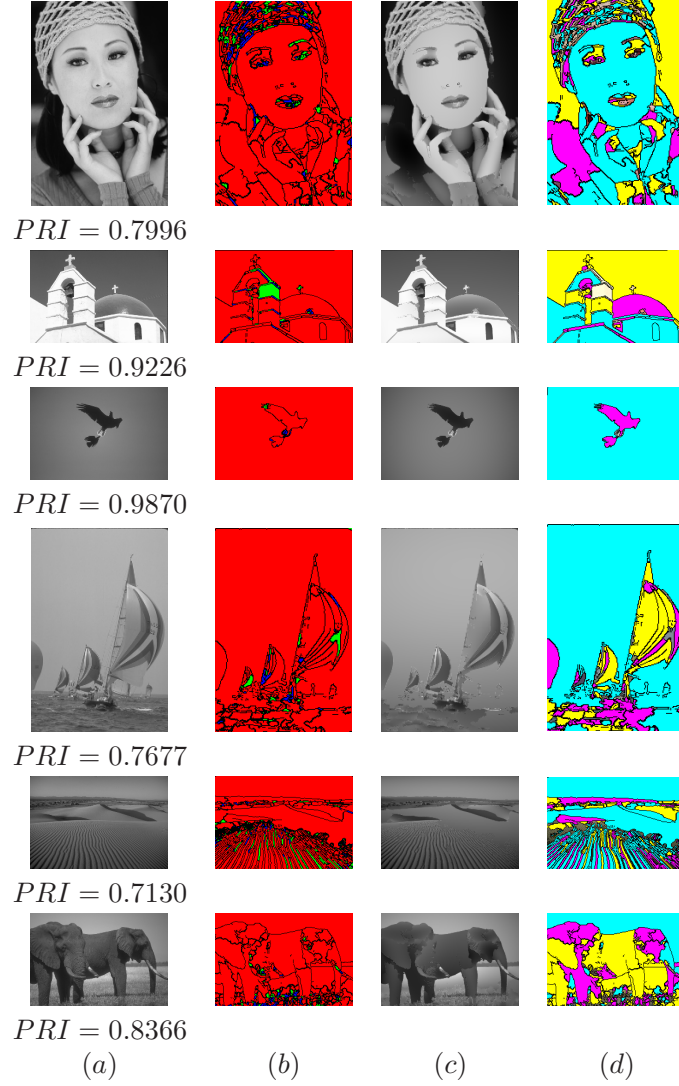 PRI = 0.7996
PRI = 0.9226
PRI = 0.9870
PRI = 0.7677
PRI = 0.7130
PRI = 0.8366
(a) (b) (c) (d)